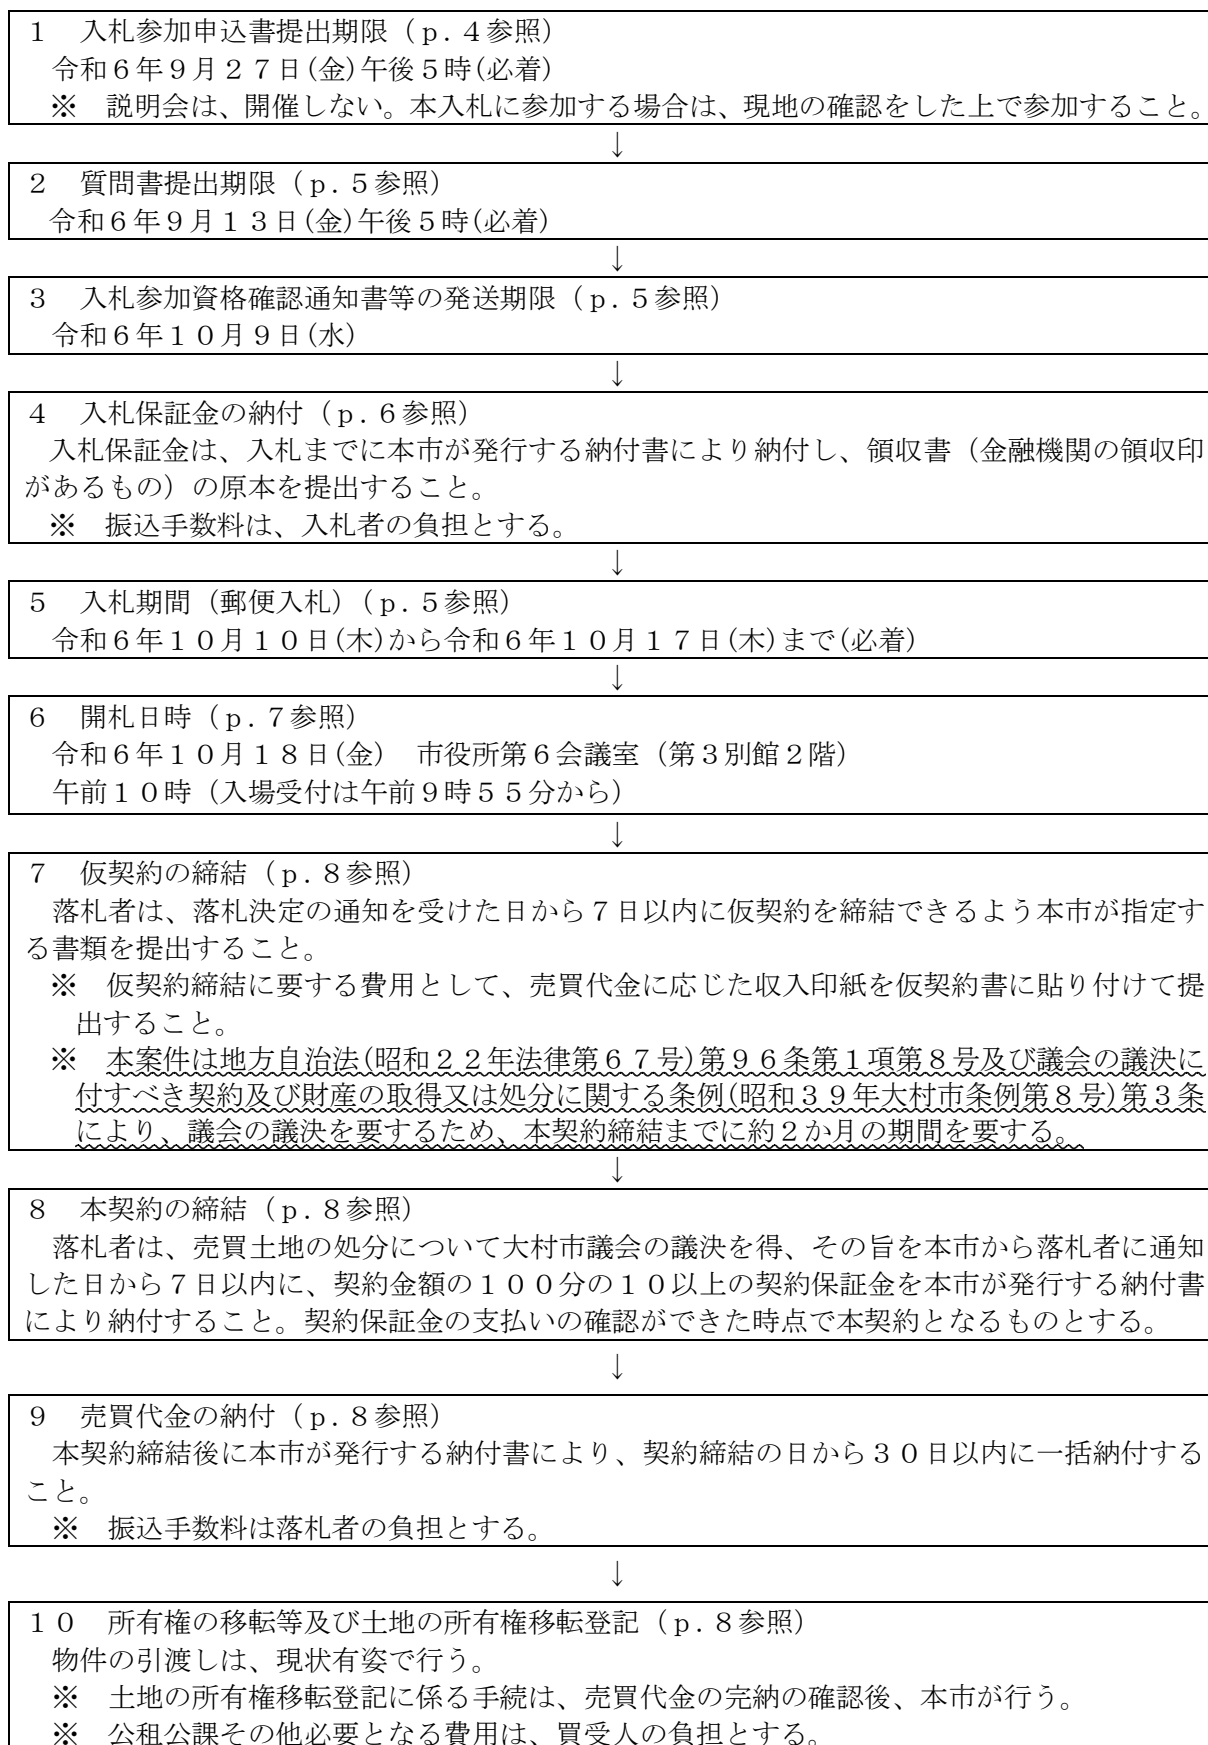 １　入札参加申込書提出期限（ｐ．４参照）
令和６年９月２７日(金)午後５時(必着)
※　説明会は、開催しない。本入札に参加する場合は、現地の確認をした上で参加すること。
↓
２　質問書提出期限（ｐ．５参照）
令和６年９月１３日(金)午後５時(必着)
↓
３　入札参加資格確認通知書等の発送期限（ｐ．５参照）
令和６年１０月９日(水)
↓
４　入札保証金の納付（ｐ．６参照）
入札保証金は、入札までに本市が発行する納付書により納付し、領収書（金融機関の領収印
があるもの）の原本を提出すること。
※　振込手数料は、入札者の負担とする。
↓
５　入札期間（郵便入札）（ｐ．５参照）
令和６年１０月１０日(木)から令和６年１０月１７日(木)まで(必着)
↓
６　開札日時（ｐ．７参照）
令和６年１０月１８日(金)　市役所第６会議室（第３別館２階）
午前１０時（入場受付は午前９時５５分から）
↓
７　仮契約の締結（ｐ．８参照）
落札者は、落札決定の通知を受けた日から７日以内に仮契約を締結できるよう本市が指定す
る書類を提出すること。
※　仮契約締結に要する費用として、売買代金に応じた収入印紙を仮契約書に貼り付けて提
出すること。
※　本案件は地方自治法(昭和２２年法律第６７号)第９６条第１項第８号及び議会の議決に
付すべき契約及び財産の取得又は処分に関する条例(昭和３９年大村市条例第８号)第３条
により、議会の議決を要するため、本契約締結までに約２か月の期間を要する。
↓
８　本契約の締結（ｐ．８参照）
落札者は、売買土地の処分について大村市議会の議決を得、その旨を本市から落札者に通知
した日から７日以内に、契約金額の１００分の１０以上の契約保証金を本市が発行する納付書
により納付すること。契約保証金の支払いの確認ができた時点で本契約となるものとする。
↓
９　売買代金の納付（ｐ．８参照）
本契約締結後に本市が発行する納付書により、契約締結の日から３０日以内に一括納付する
こと。
※　振込手数料は落札者の負担とする。
↓
１０　所有権の移転等及び土地の所有権移転登記（ｐ．８参照）
物件の引渡しは、現状有姿で行う。
※　土地の所有権移転登記に係る手続は、売買代金の完納の確認後、本市が行う。
※　公租公課その他必要となる費用は、買受人の負担とする。